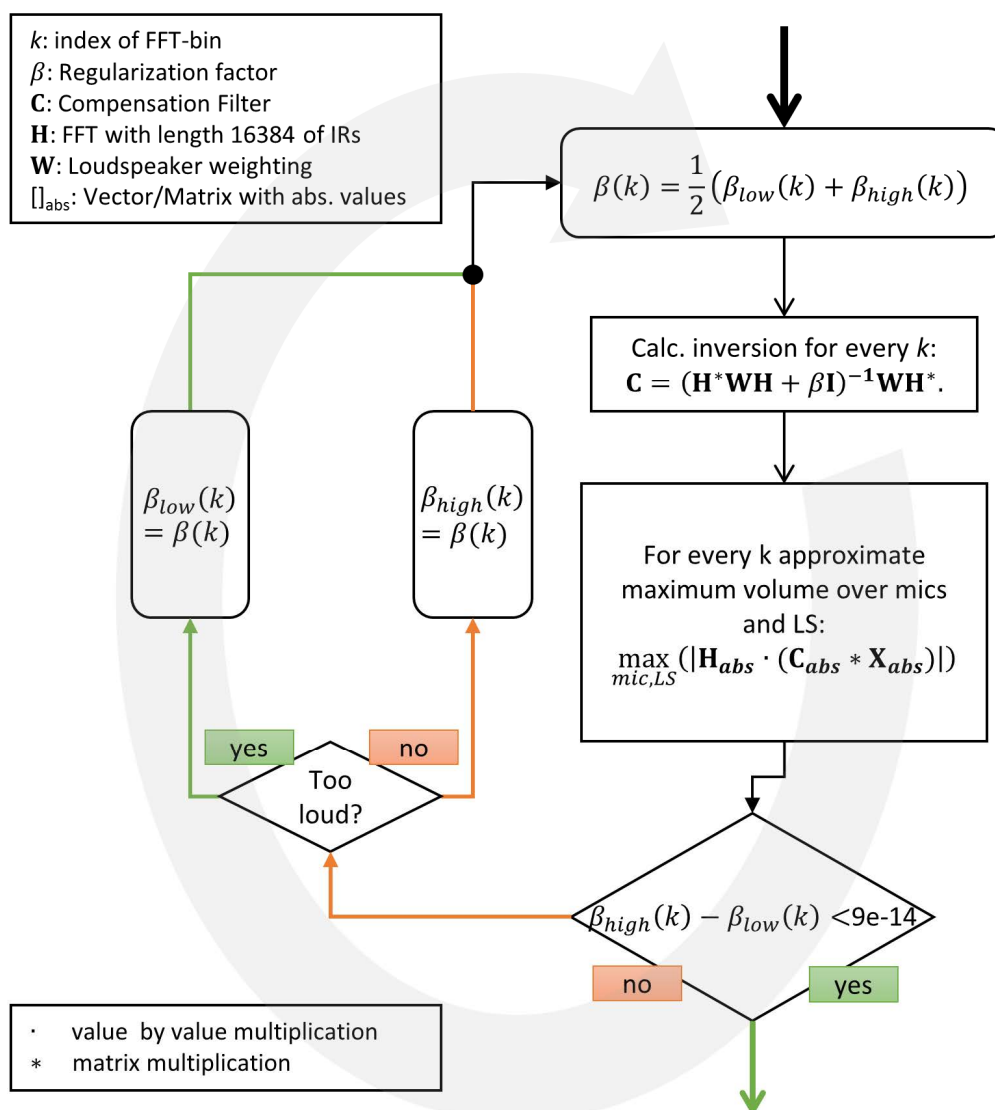 k: index of FFT-bin
β: Regularization factor
C: Compensation Filter
H: FFT with length 16384 of IRs
W: Loudspeaker weighting
[]abs: Vector/Matrix with abs. values
β(k) = 1/2 (βlow(k) + βhigh(k))
Calc. inversion for every k:
C = (H*WH + βI)⁻¹WH*.
βlow(k)
= β(k)
βhigh(k)
= β(k)
For every k approximate
maximum volume over mics
and LS:
max mic,LS (|Habs · (Cabs * Xabs)|)
yes
no
Too
loud?
βhigh(k) − βlow(k) <9e-14
no
yes
· value by value multiplication
* matrix multiplication